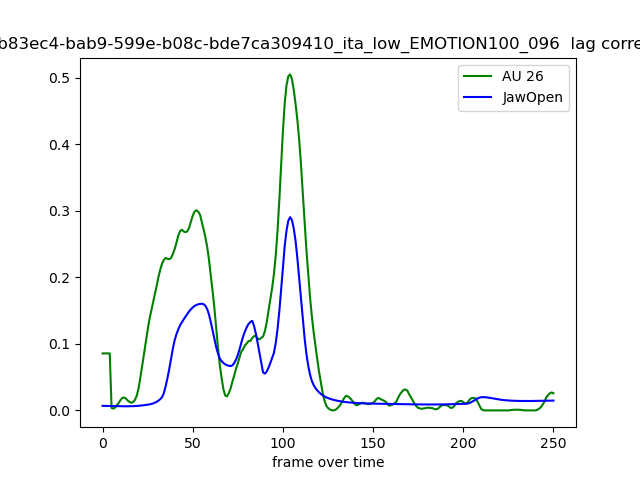 b83ec4-bab9-599e-b08c-bde7ca309410_ita_low_EMOTION100_096 lag corre
AU 26
JawOpen
0.5
0.4
0.3
0.2
0.1
0.0
0 50 100 150 200 250
frame over time